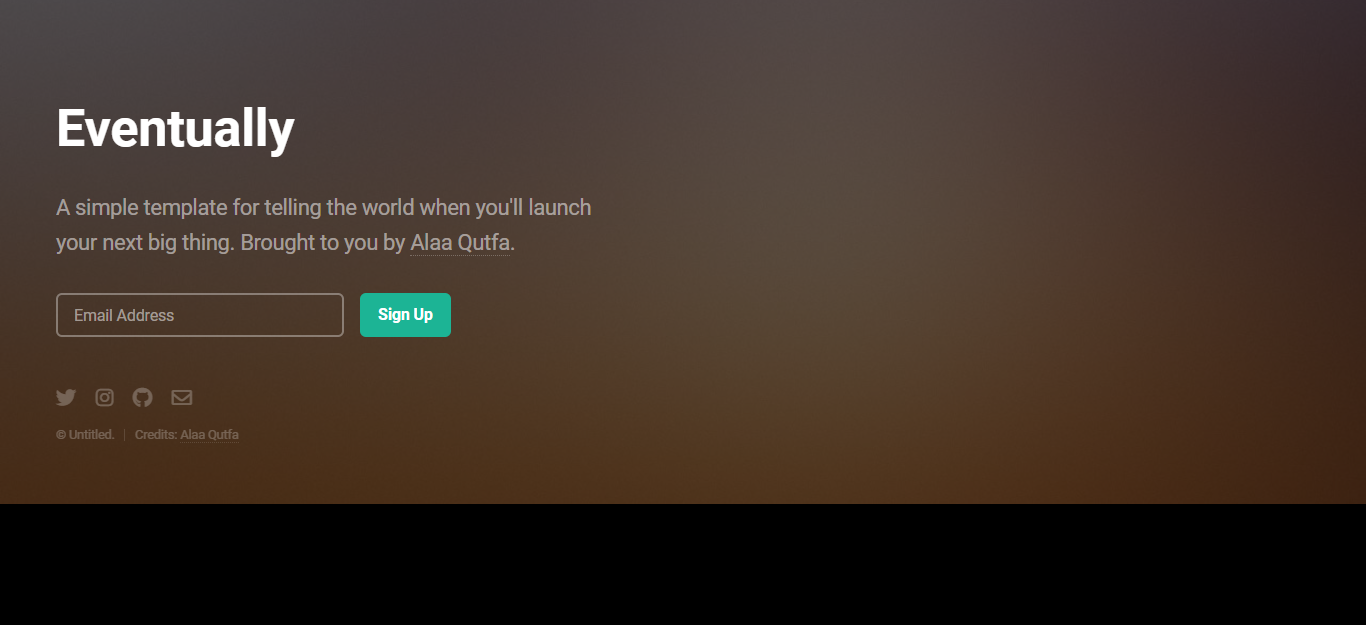 Eventually
A simple template for telling the world when you'll launch
your next big thing. Brought to you by Alaa Qutfa.
Email Address
Sign Up
© Untitled. | Credits: Alaa Qutfa